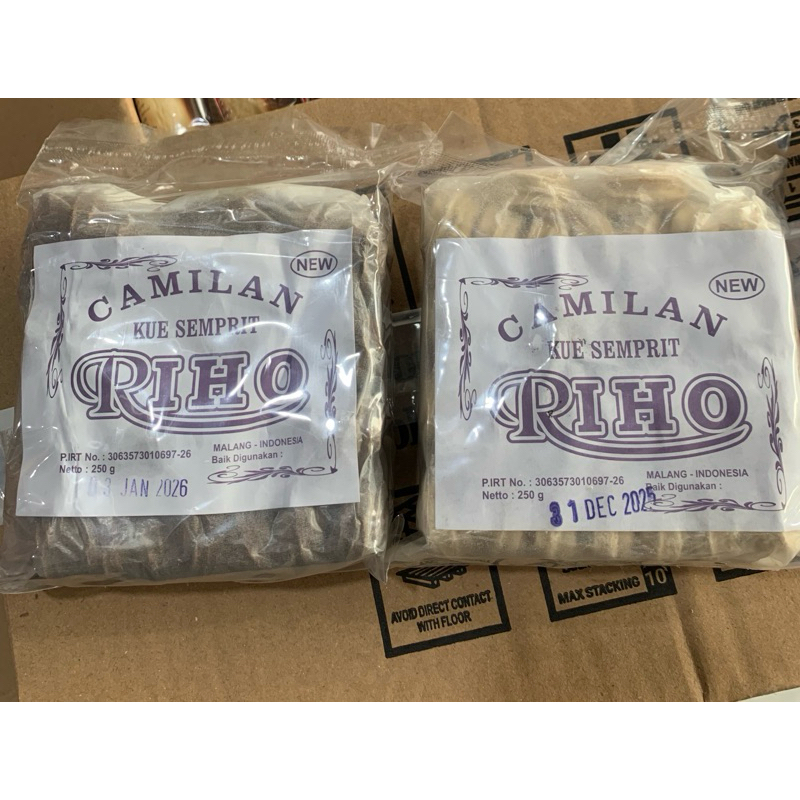 NEW
CAMILAN
KUE SEMPRIT
RIHO
P.IRT No. : 3063573010697-26
Netto : 250 g
MALANG - INDONESIA
Baik Digunakan :
03 JAN 2026
NEW
CAMILAN
KUE SEMPRIT
RIHO
P.IRT No. : 3063573010697-26
Netto : 250 g
MALANG - INDONESIA
Baik Digunakan :
31 DEC 2025
AVOID DIRECT CONTACT
WITH FLOOR
MAX STACKING 10